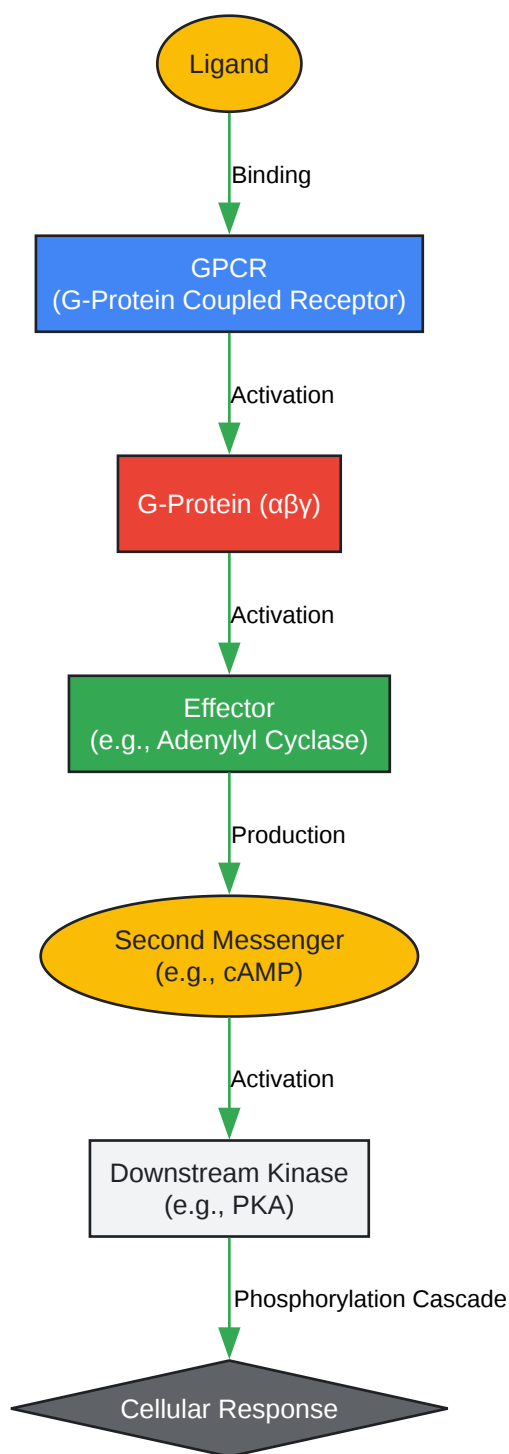 Ligand
Binding
GPCR
(G-Protein Coupled Receptor)
Activation
G-Protein (αβγ)
Activation
Effector
(e.g., Adenylyl Cyclase)
Production
Second Messenger
(e.g., cAMP)
Activation
Downstream Kinase
(e.g., PKA)
Phosphorylation Cascade
Cellular Response